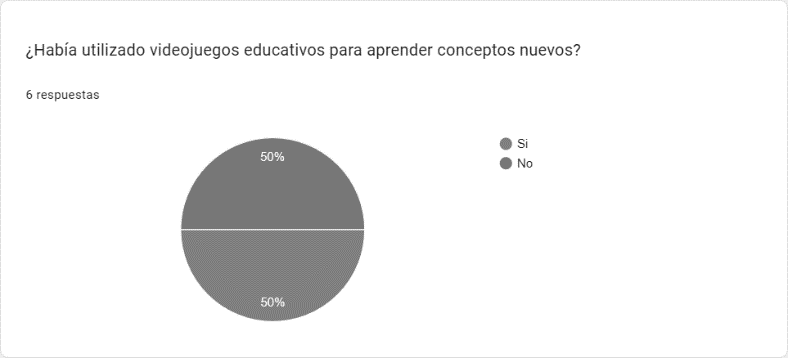 ¿Había utilizado videojuegos educativos para aprender conceptos nuevos?
6 respuestas
50%
Si
No
50%